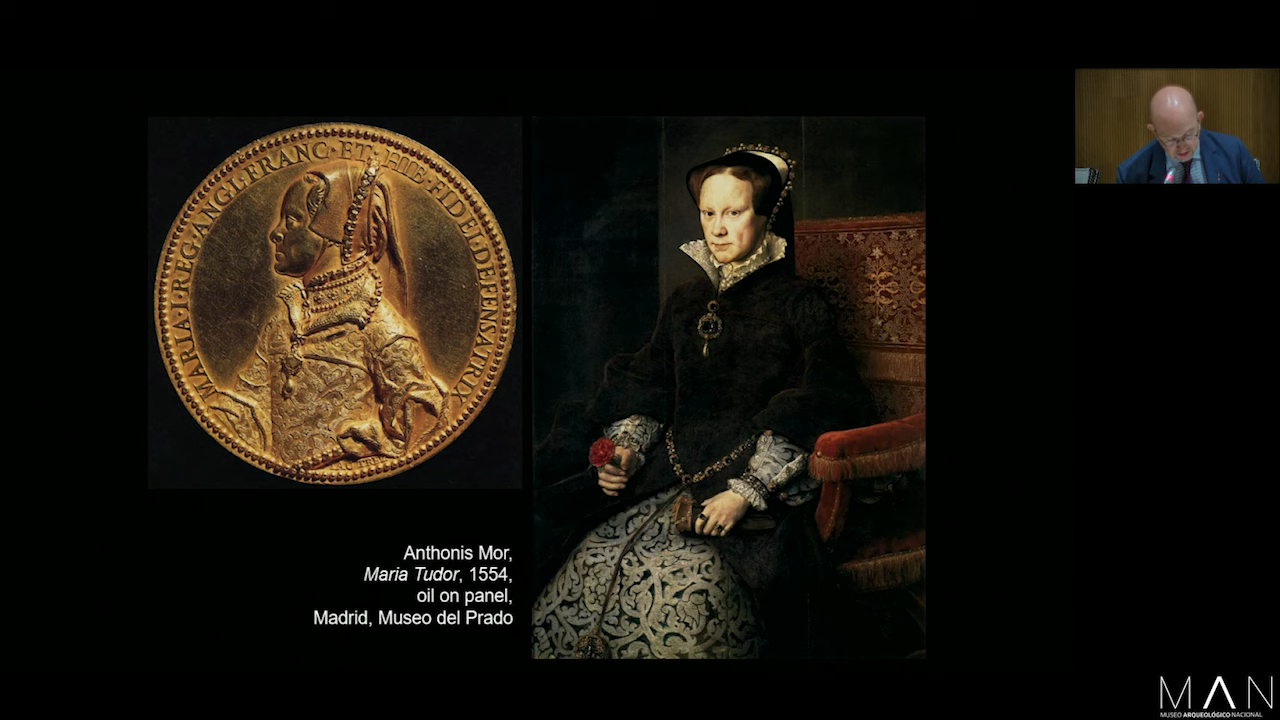 MARIA·I·REG·ANGL·FRANC·ET·HIB·FIDEI·DEFENSATRIX
Anthonis Mor,
Maria Tudor, 1554,
oil on panel,
Madrid, Museo del Prado
MAN
MUSEO ARQUEOLÓGICO NACIONAL